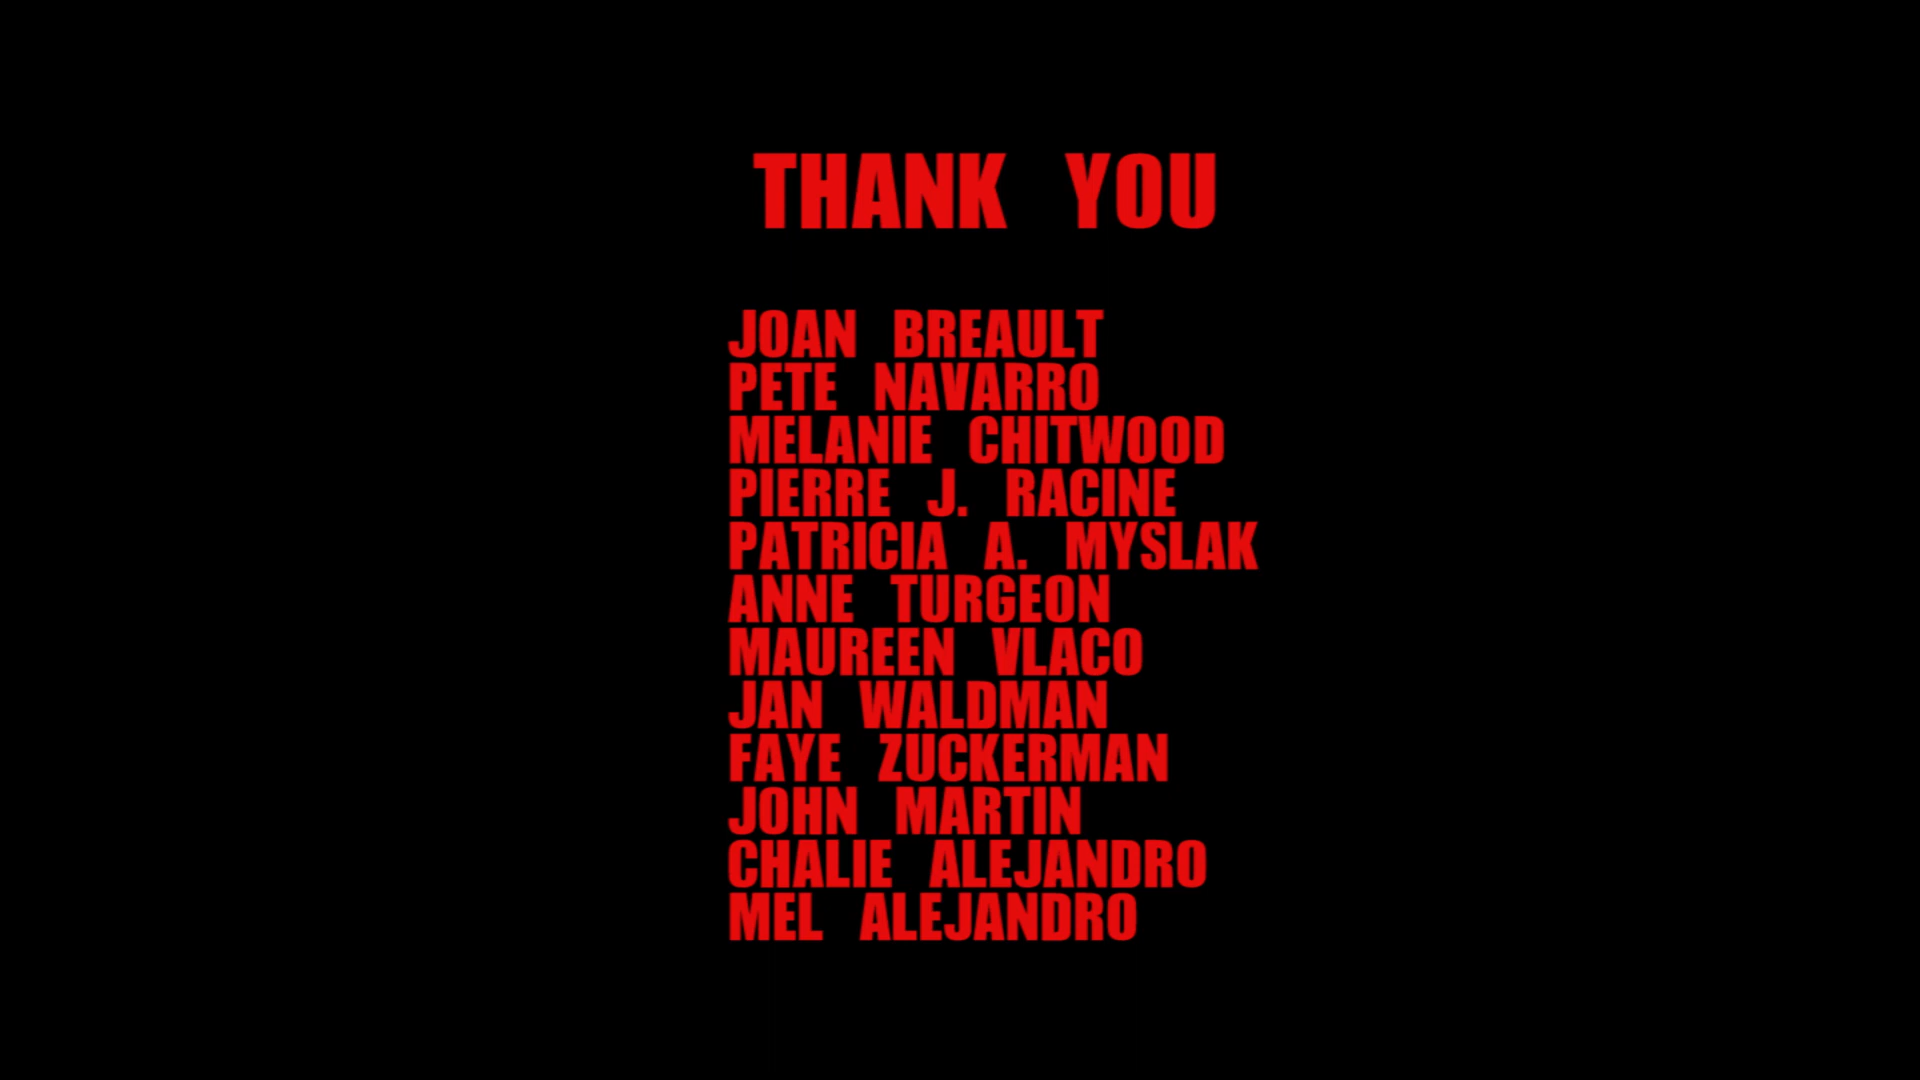 THANK YOU
JOAN BREAULT
PETE NAVARRO
MELANIE CHITWOOD
PIERRE J. RACINE
PATRICIA A. MYSLAK
ANNE TURGEON
MAUREEN VLACO
JAN WALDMAN
FAYE ZUCKERMAN
JOHN MARTIN
CHALIE ALEJANDRO
MEL ALEJANDRO